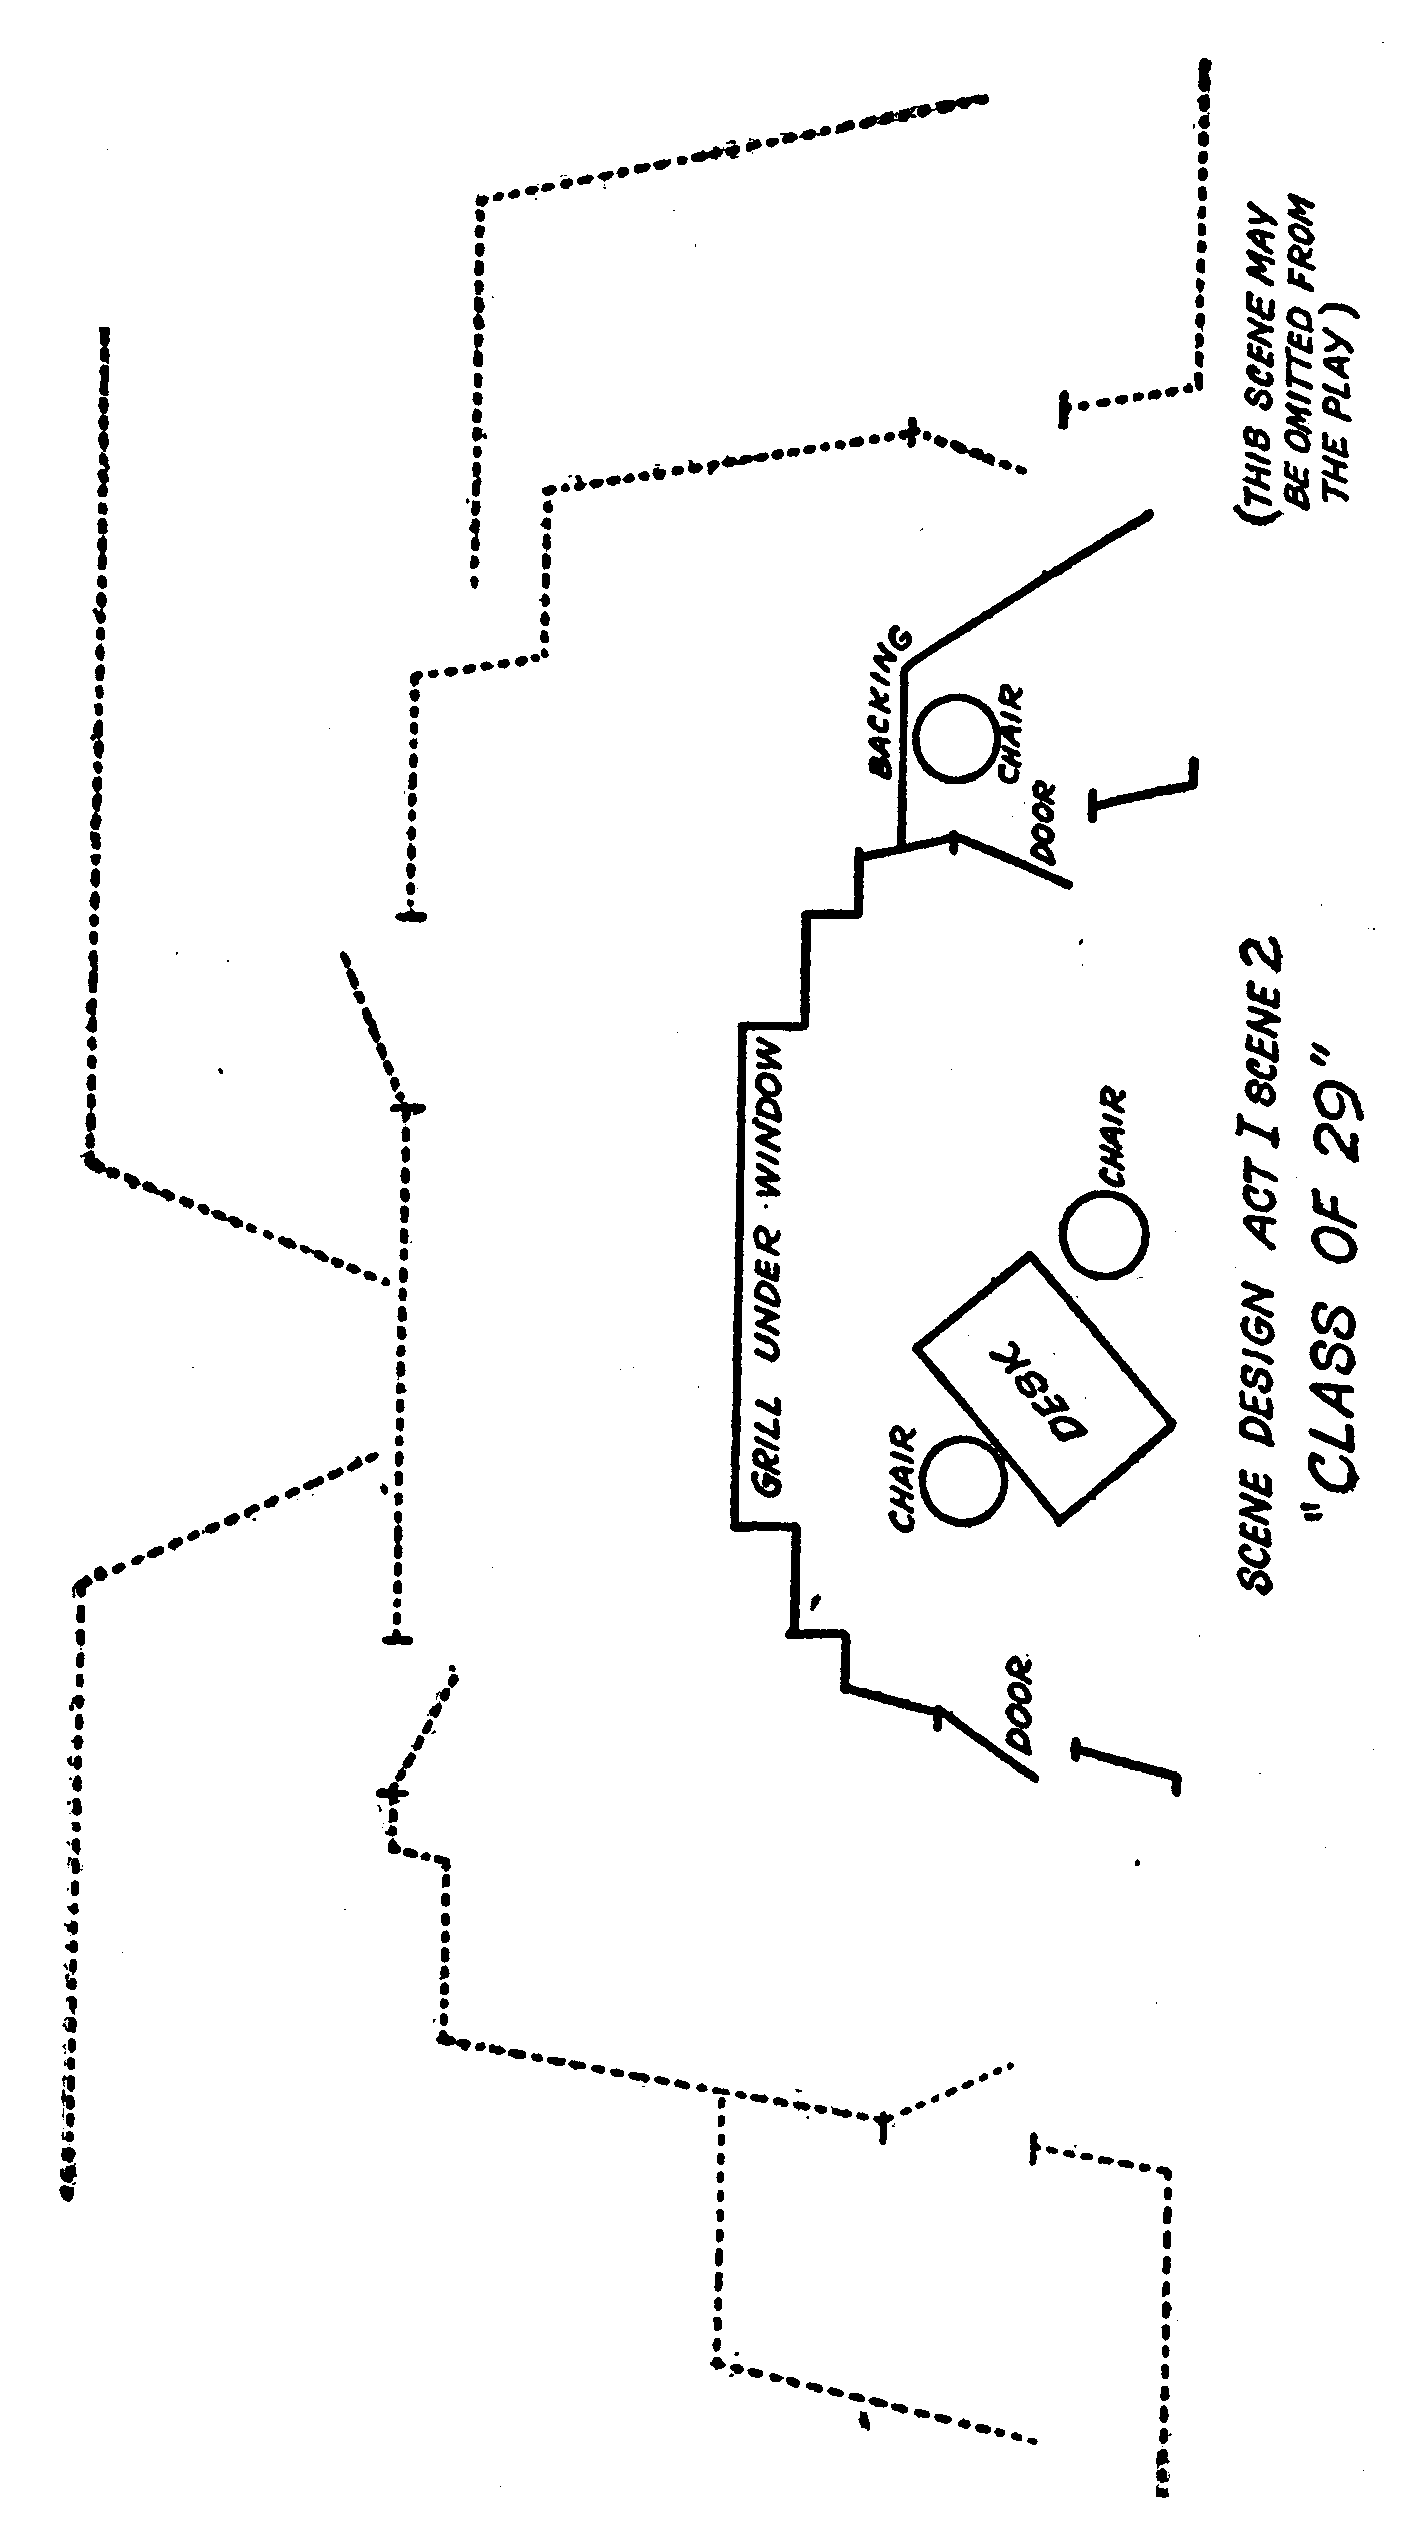 BACKING
CHAIR
DOOR
GRILL UNDER WINDOW
CHAIR
DESK
CHAIR
DOOR
SCENE DESIGN ACT I SCENE 2
"CLASS OF 29"
(THIS SCENE MAY
BE OMITTED FROM
THE PLAY)